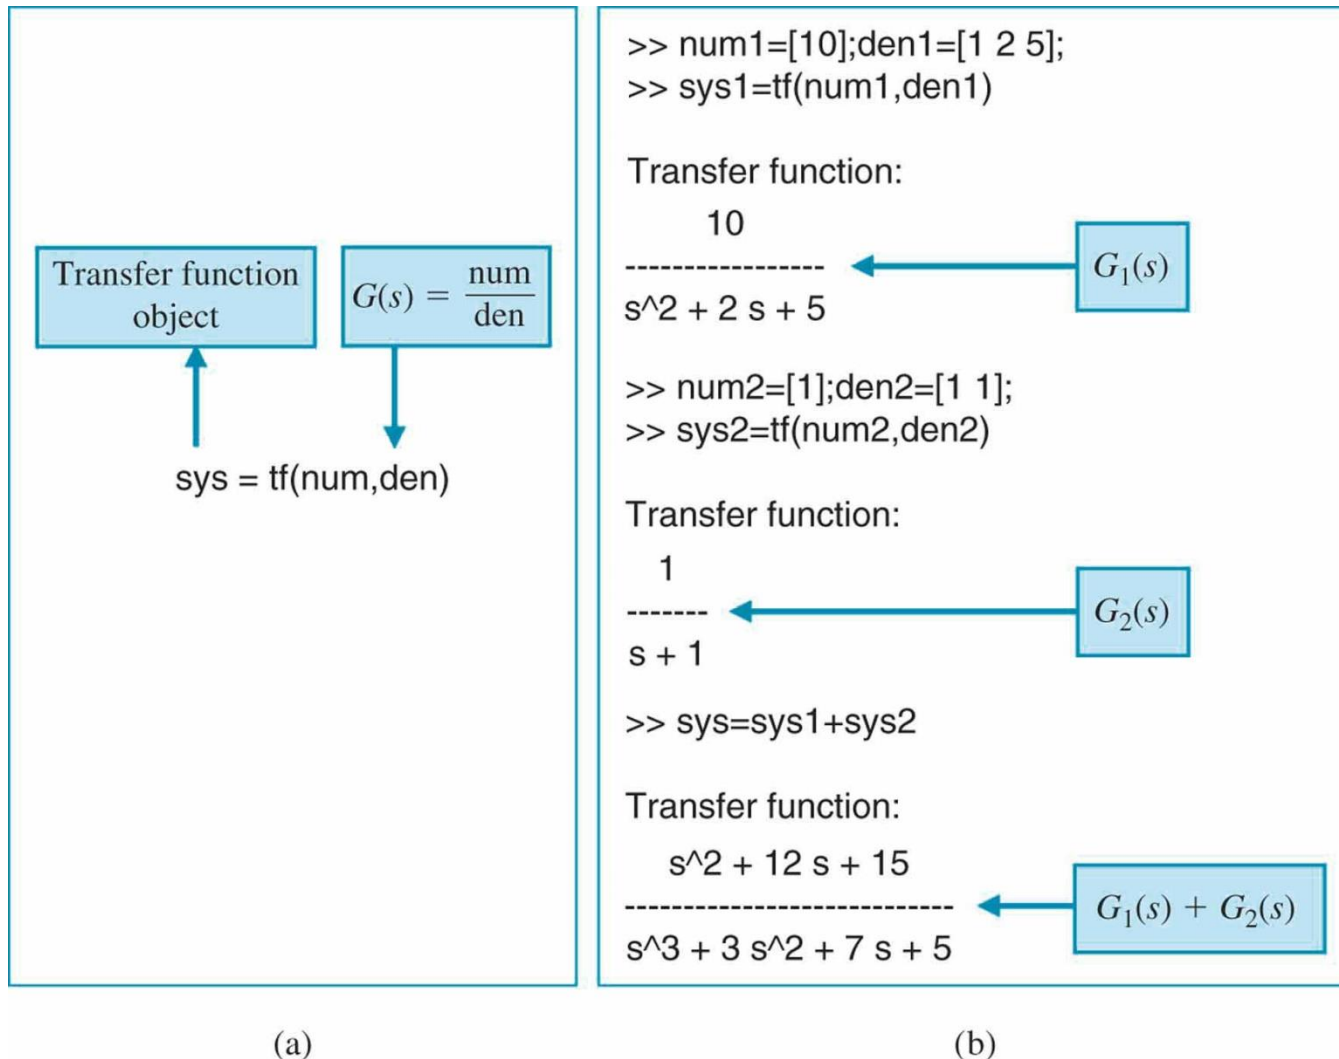 Transfer function
object
G(s) = num
den
sys = tf(num,den)
(a)
>> num1=[10];den1=[1 2 5];
>> sys1=tf(num1,den1)
Transfer function:
10
-----------------
s^2 + 2 s + 5
G₁(s)
>> num2=[1];den2=[1 1];
>> sys2=tf(num2,den2)
Transfer function:
1
-------
s + 1
G₂(s)
>> sys=sys1+sys2
Transfer function:
s^2 + 12 s + 15
----------------------------
s^3 + 3 s^2 + 7 s + 5
G₁(s) + G₂(s)
(b)